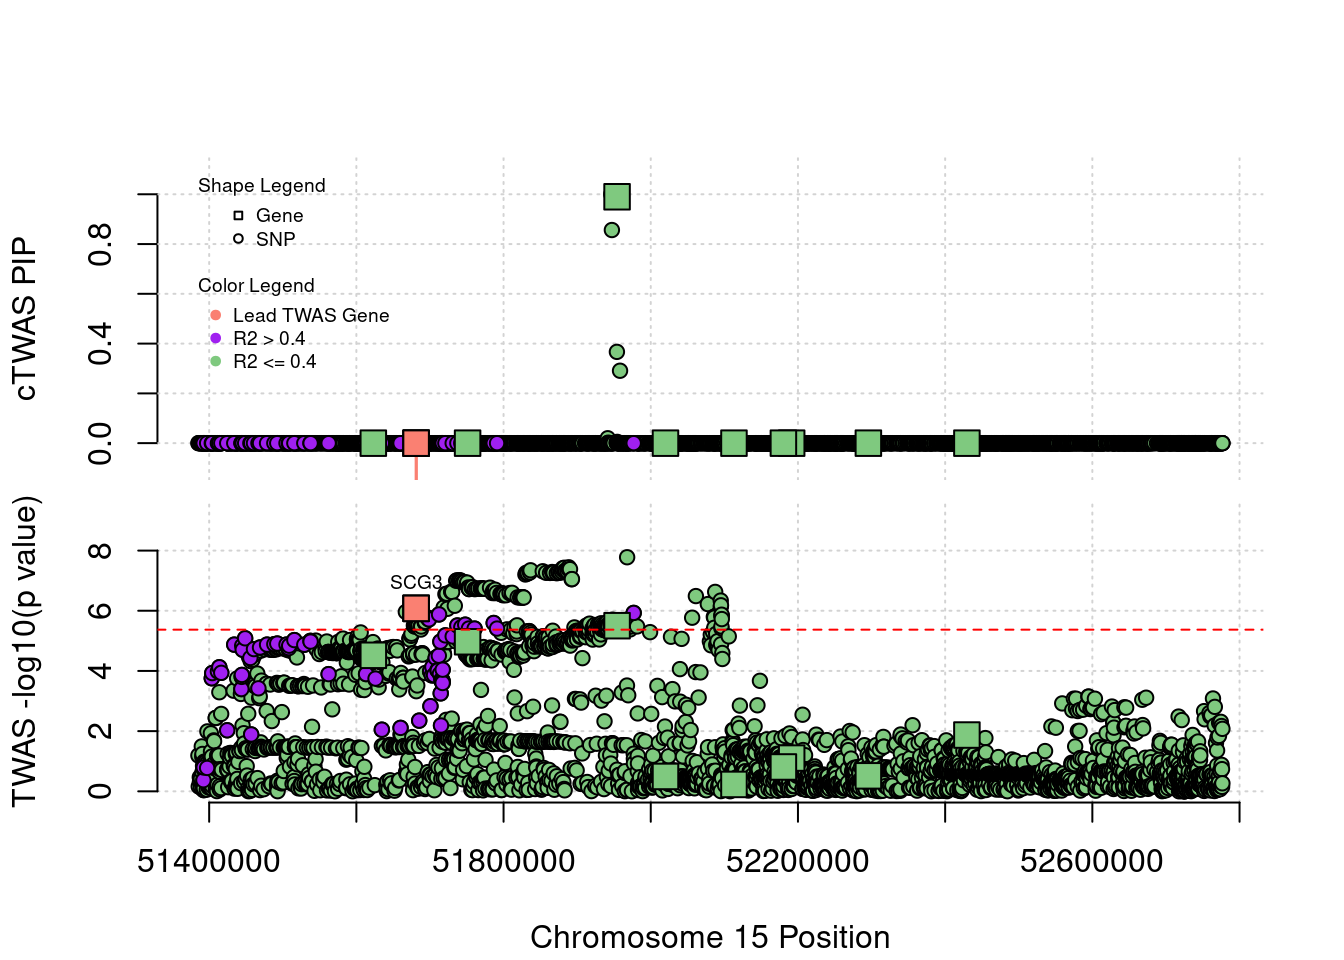 Shape Legend
Gene
SNP
Color Legend
Lead TWAS Gene
R2 > 0.4
R2 <= 0.4
cTWAS PIP
0.8
0.4
0.0
TWAS -log10(p value)
8
6
4
2
0
SCG3
51400000
51800000
52200000
52600000
Chromosome 15 Position